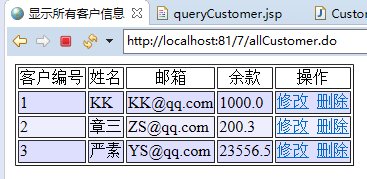 显示所有客户信息 queryCustomer.jsp Custom
http://localhost:81/7/allCustomer.do
客户编号 姓名 邮箱 余款 操作
1 KK KK@qq.com 1000.0 修改 删除
2 章三 ZS@qq.com 200.3 修改 删除
3 严素 YS@qq.com 23556.5 修改 删除